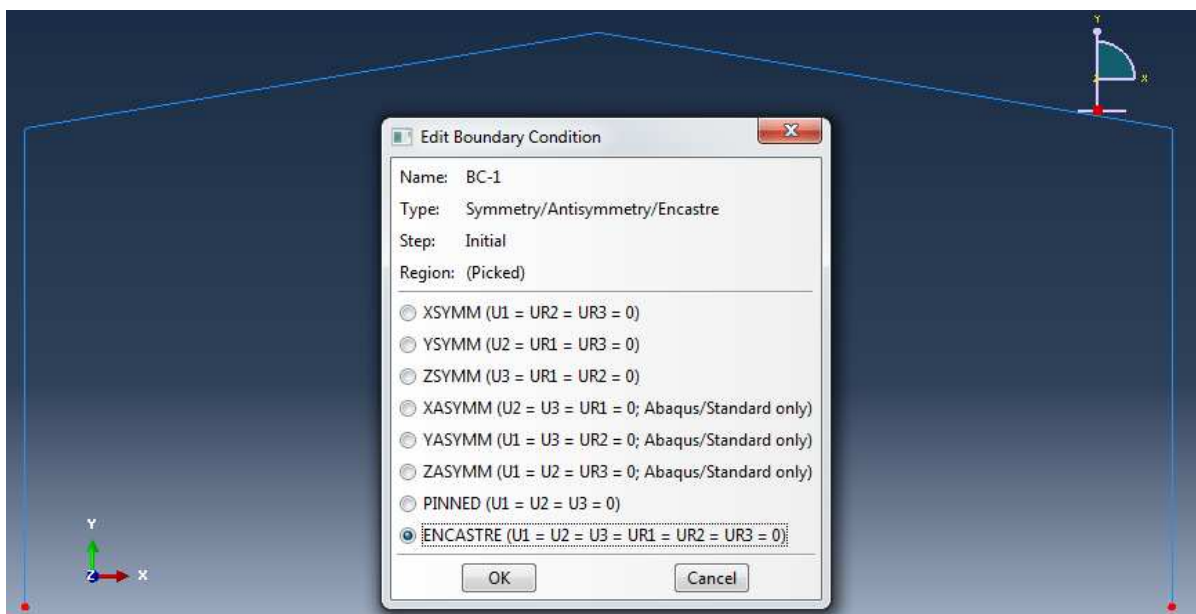 Y
X
Z
Edit Boundary Condition
Name: BC-1
Type: Symmetry/Antisymmetry/Encastre
Step: Initial
Region: (Picked)
XSYMM (U1 = UR2 = UR3 = 0)
YSYMM (U2 = UR1 = UR3 = 0)
ZSYMM (U3 = UR1 = UR2 = 0)
XASYMM (U2 = U3 = UR1 = 0; Abaqus/Standard only)
YASYMM (U1 = U3 = UR2 = 0; Abaqus/Standard only)
ZASYMM (U1 = U2 = UR3 = 0; Abaqus/Standard only)
PINNED (U1 = U2 = U3 = 0)
ENCASTRE (U1 = U2 = U3 = UR1 = UR2 = UR3 = 0)
OK Cancel
Y
Z X